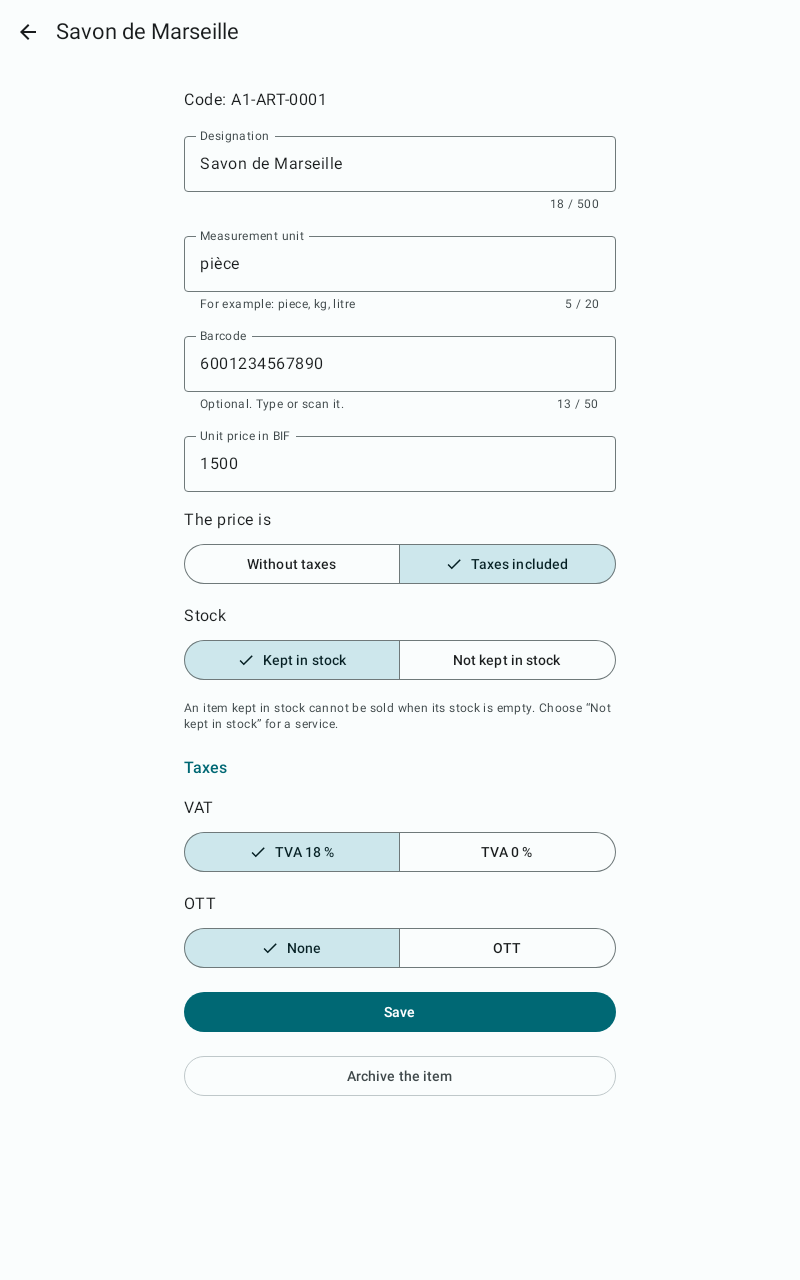 Savon de Marseille
Code: A1-ART-0001
Designation
Savon de Marseille
18 / 500
Measurement unit
pièce
For example: piece, kg, litre 5 / 20
Barcode
6001234567890
Optional. Type or scan it. 13 / 50
Unit price in BIF
1500
The price is
Without taxes Taxes included
Stock
Kept in stock Not kept in stock
An item kept in stock cannot be sold when its stock is empty. Choose “Not
kept in stock” for a service.
Taxes
VAT
TVA 18 % TVA 0 %
OTT
None OTT
Save
Archive the item